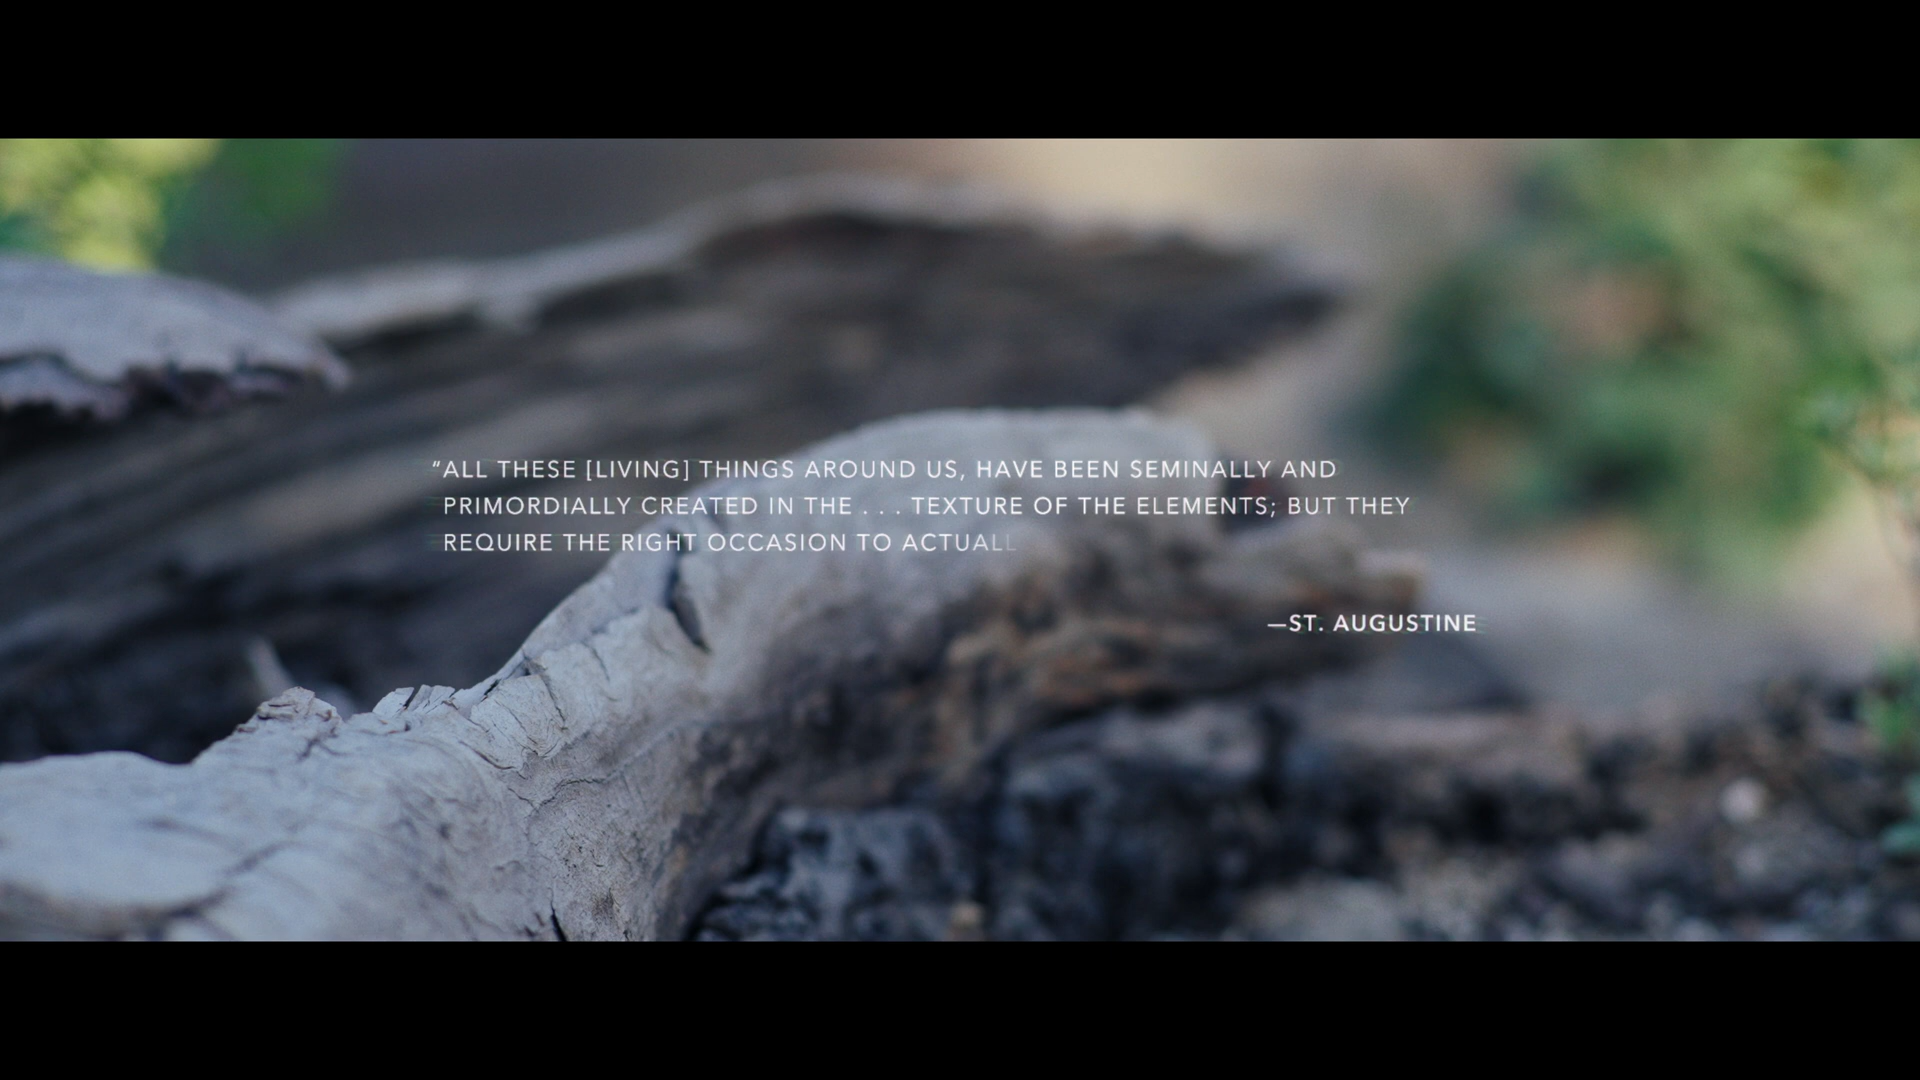 “ALL THESE [LIVING] THINGS AROUND US, HAVE BEEN SEMINALLY AND
PRIMORDIALLY CREATED IN THE . . . TEXTURE OF THE ELEMENTS; BUT THEY
REQUIRE THE RIGHT OCCASION TO ACTUALL
—ST. AUGUSTINE